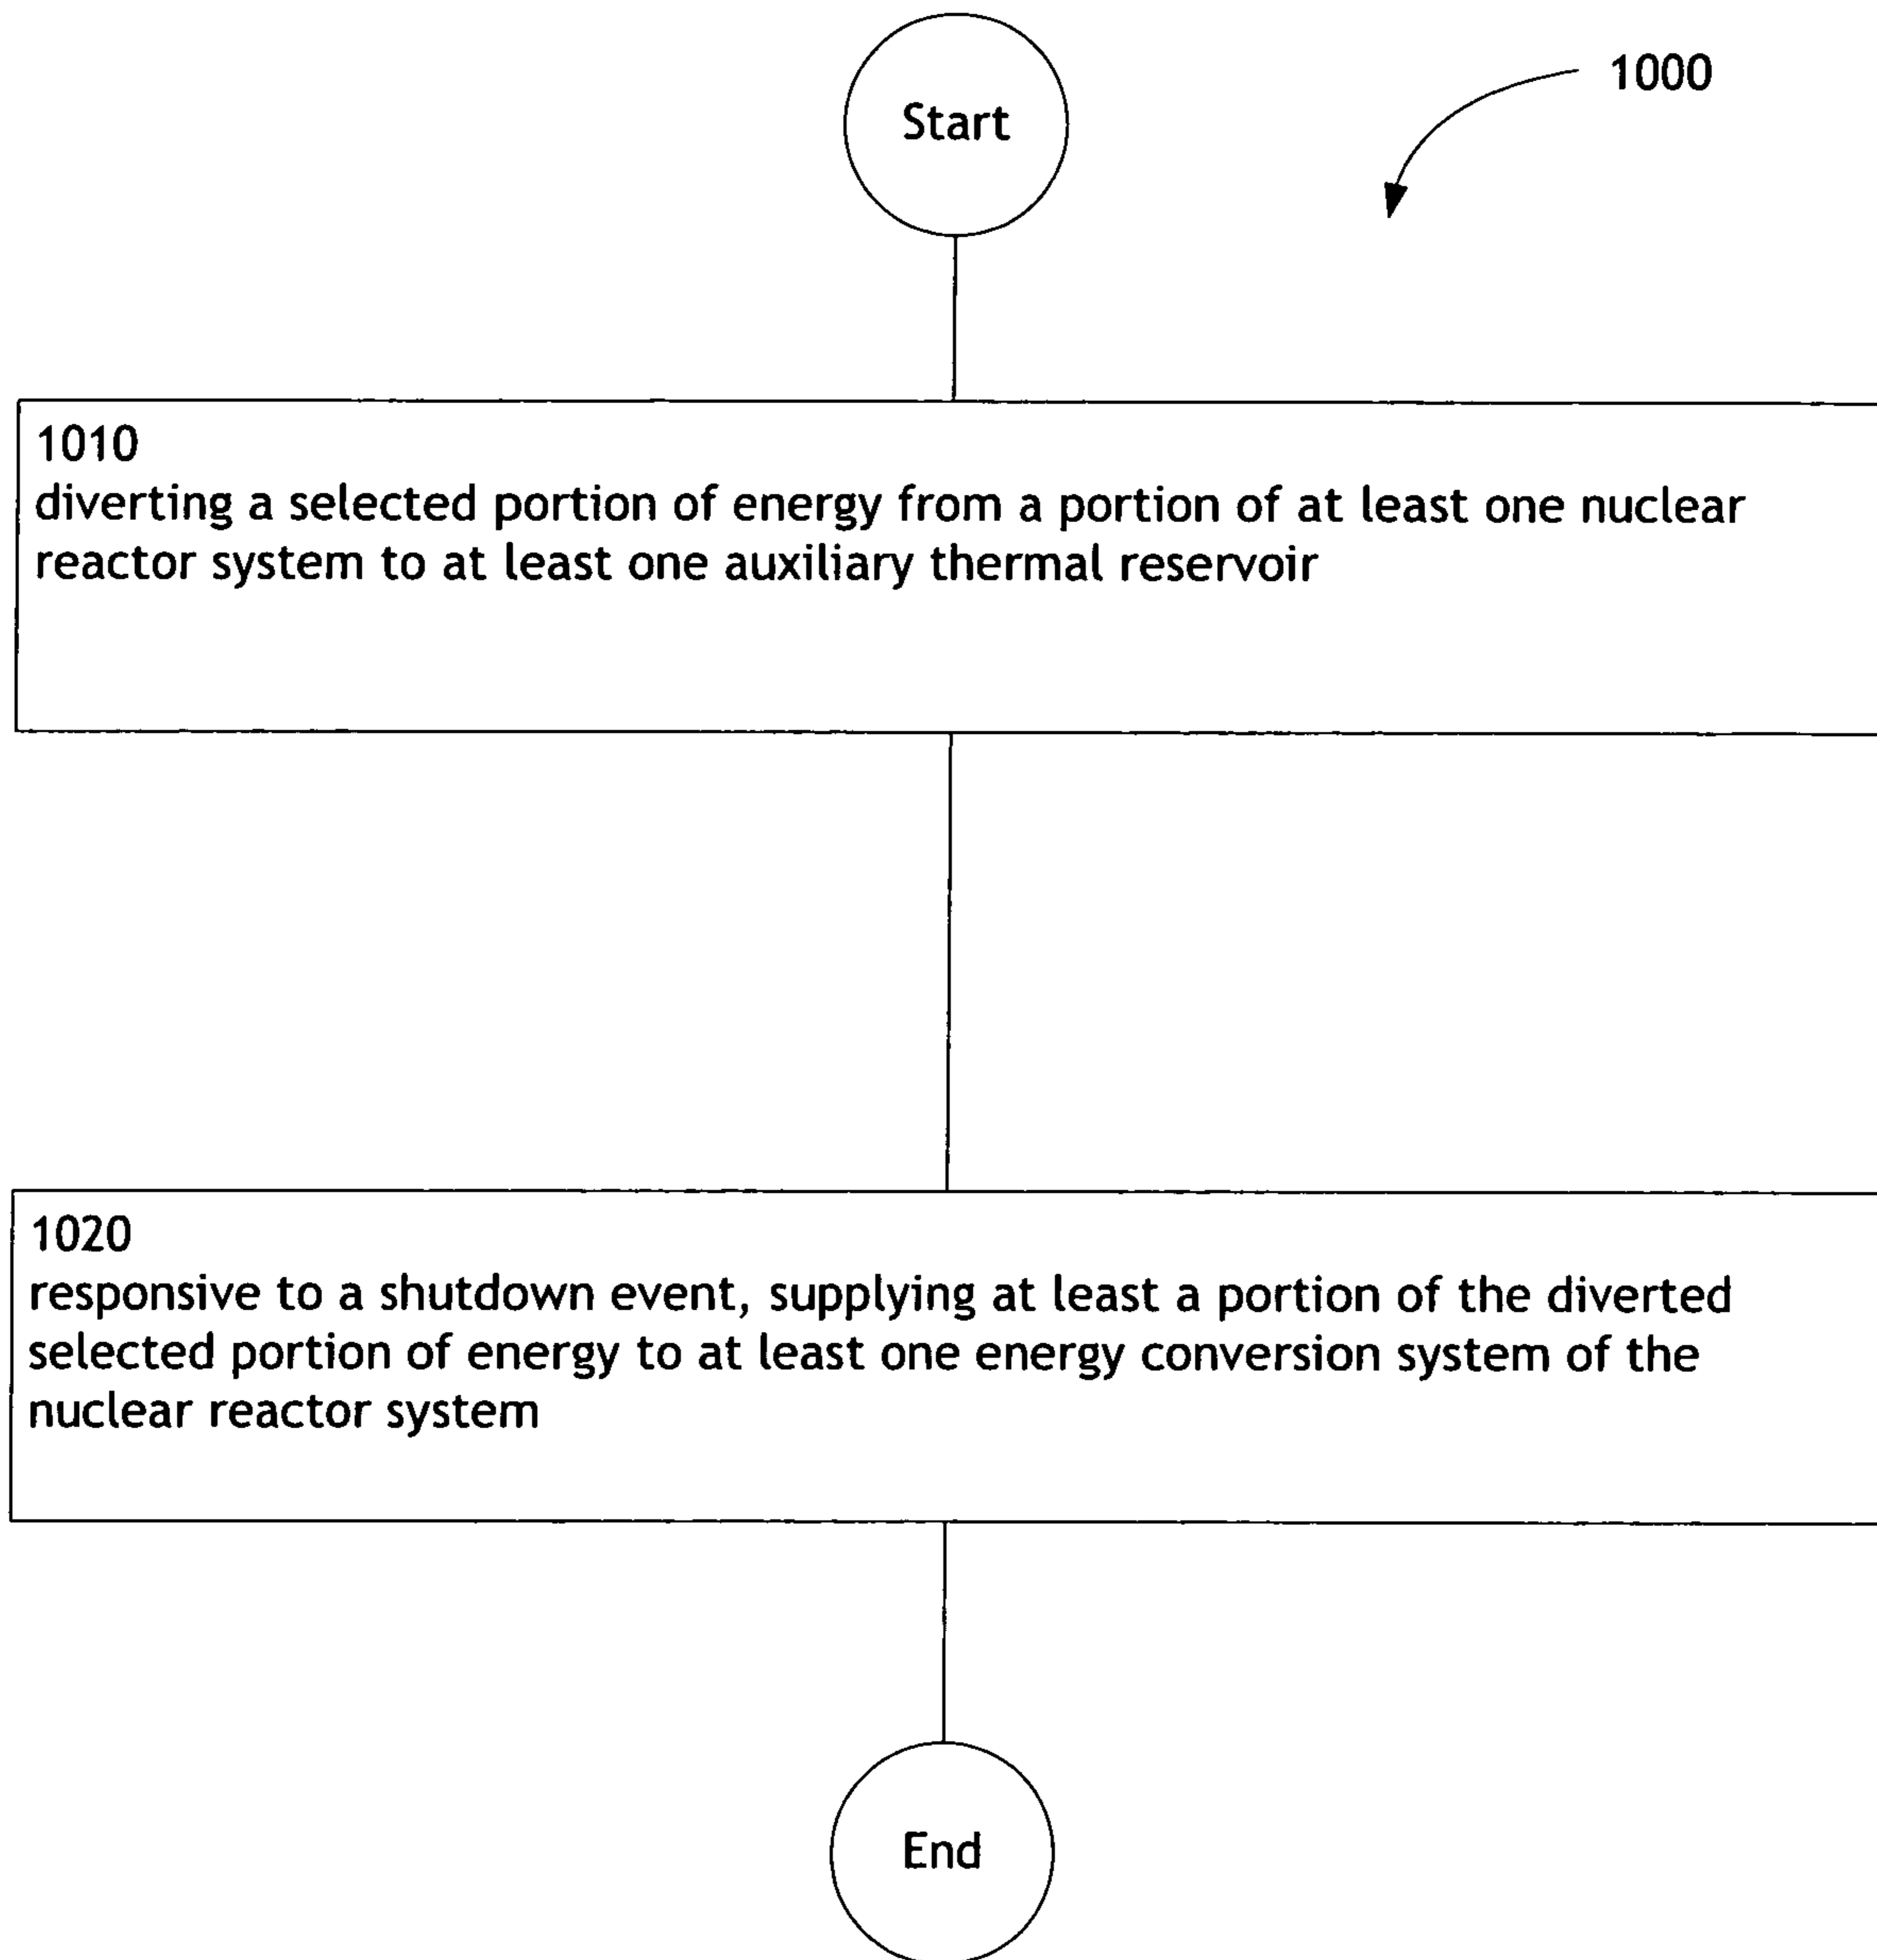 Start
1000
1010
diverting a selected portion of energy from a portion of at least one nuclear
reactor system to at least one auxiliary thermal reservoir
1020
responsive to a shutdown event, supplying at least a portion of the diverted
selected portion of energy to at least one energy conversion system of the
nuclear reactor system
End